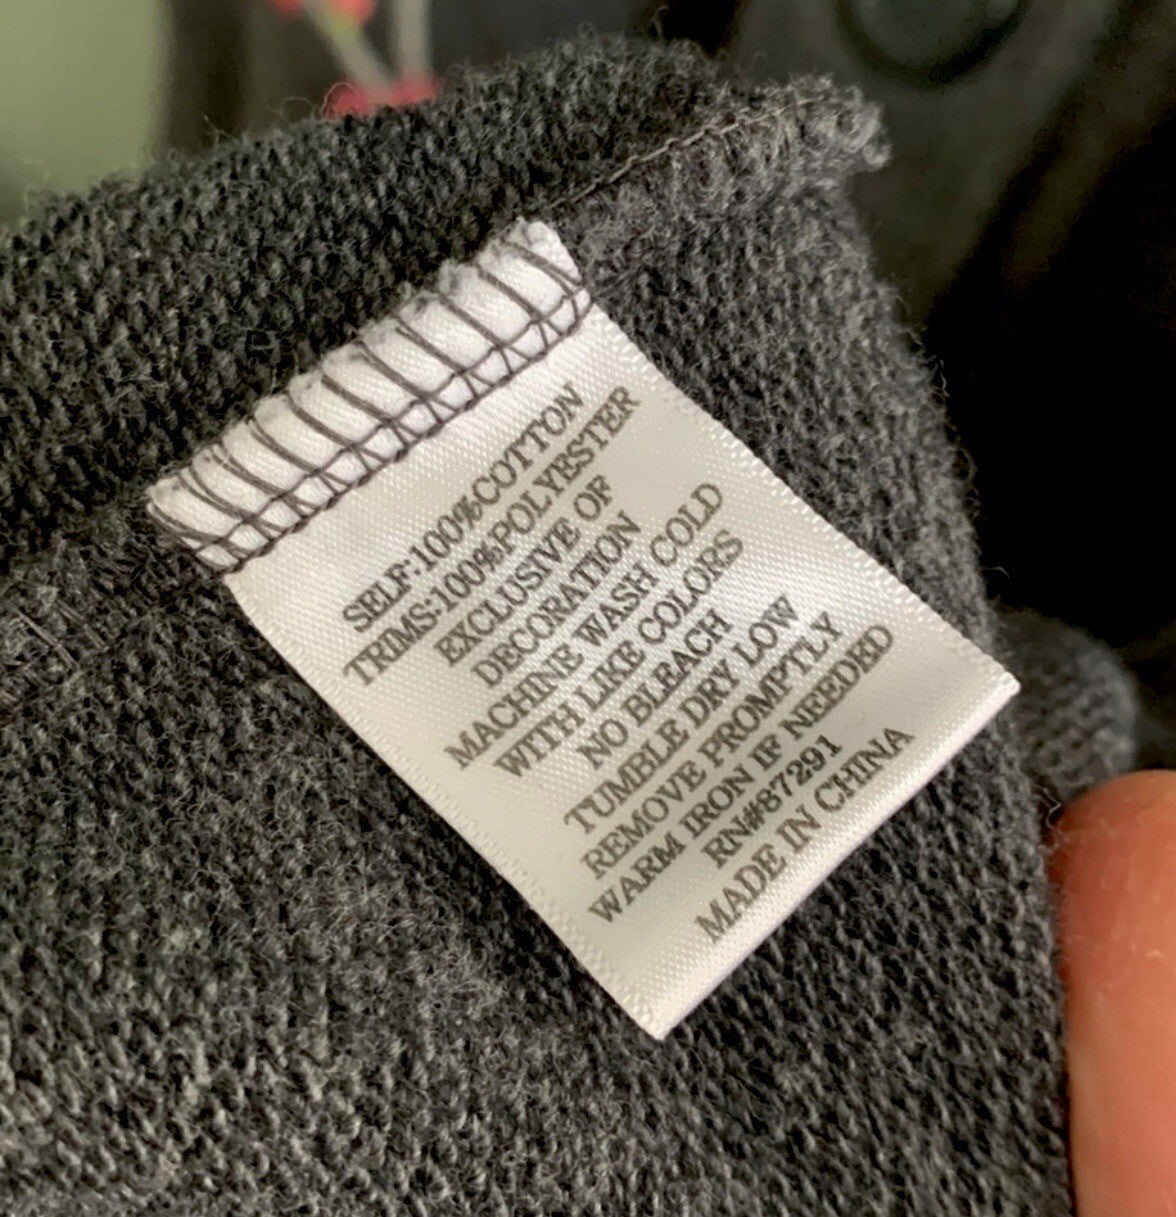 SELF:100%COTTON
TRIMS:100%POLYESTER
EXCLUSIVE OF
DECORATION
MACHINE WASH COLD
WITH LIKE COLORS
NO BLEACH
TUMBLE DRY LOW
REMOVE PROMPTLY
WARM IRON IF NEEDED
RN#87291
MADE IN CHINA